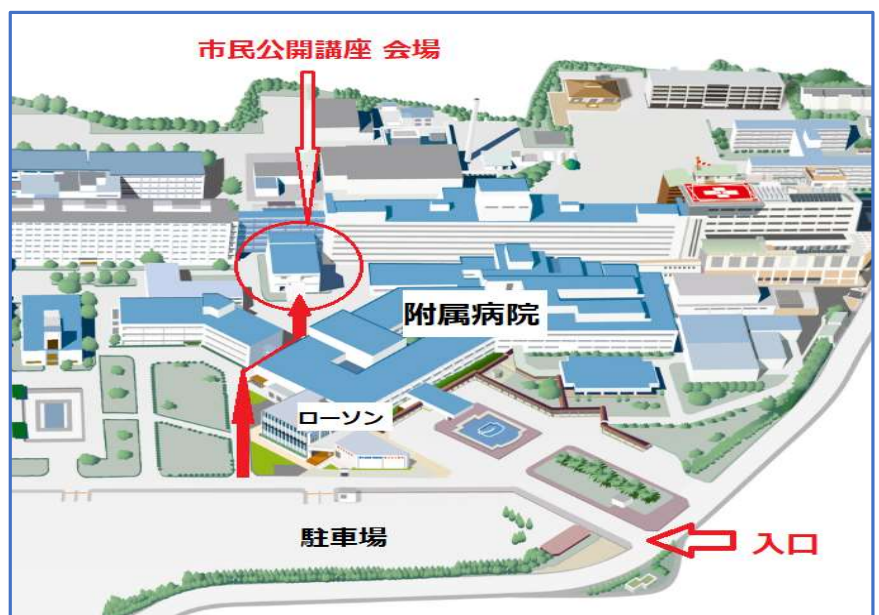 市民公開講座 会場
附属病院
ローソン
駐車場
入口